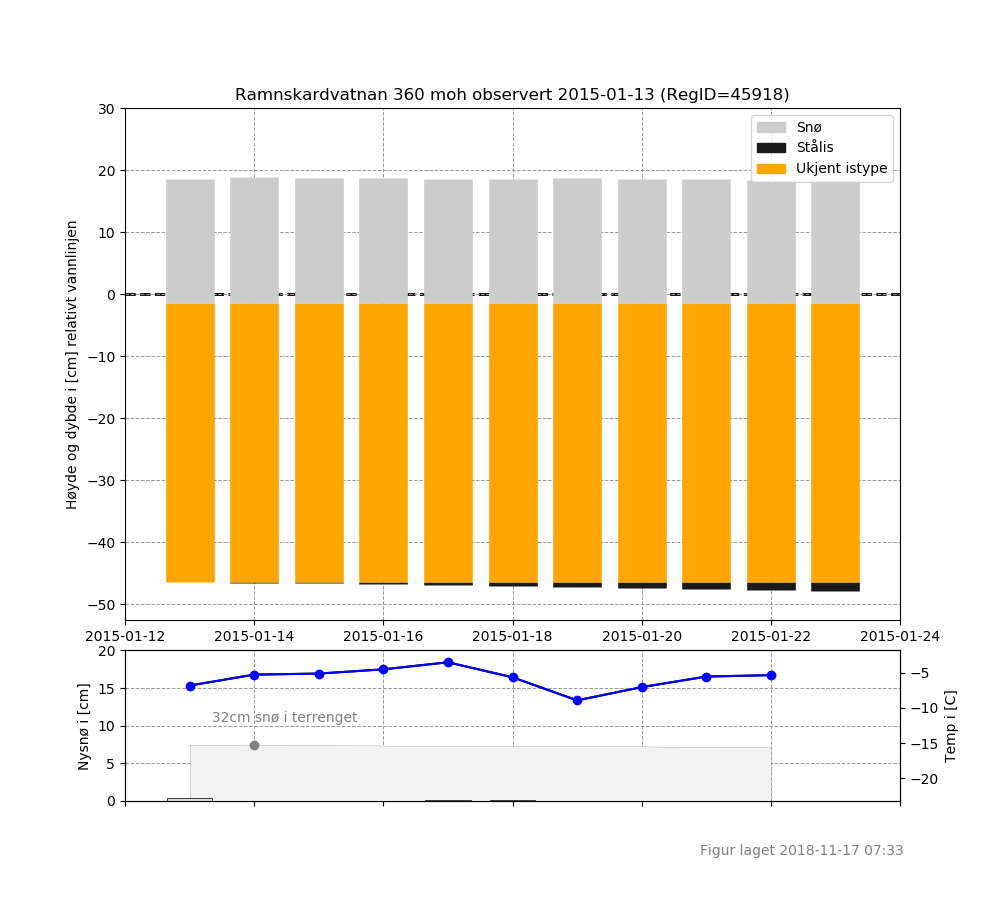 Ramnskardvatnan 360 moh observert 2015-01-13 (RegID=45918)
Høyde og dybde i [cm] relativt vannlinjen
30
20
10
0
−10
−20
−30
−40
−50
Snø
Stålis
Ukjent istype
2015-01-12 2015-01-14 2015-01-16 2015-01-18 2015-01-20 2015-01-22 2015-01-24
Nysnø i [cm]
20
15
10
5
0
32cm snø i terrenget
−5
−10
−15
−20
Temp i [C]
Figur laget 2018-11-17 07:33